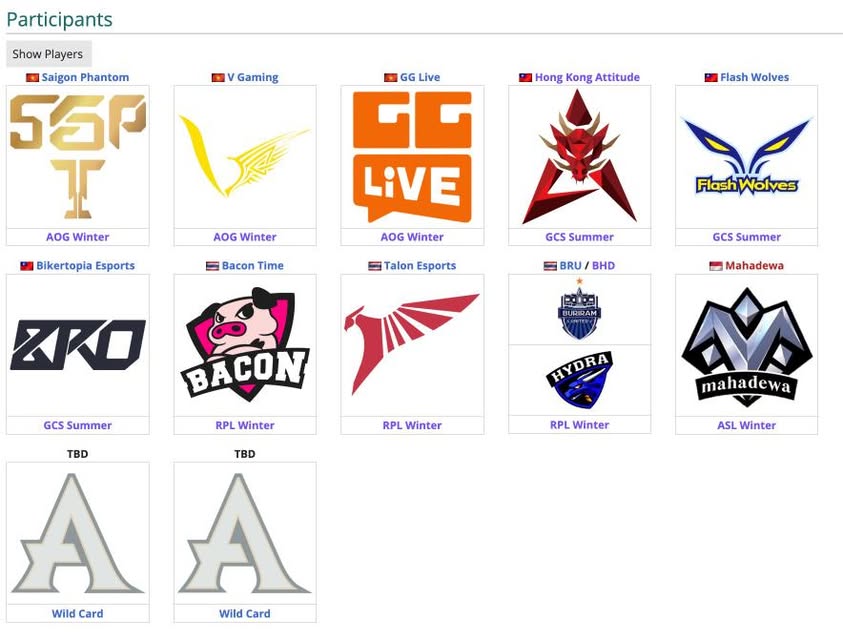 Participants
Show Players
Saigon Phantom
V Gaming
GG Live
Hong Kong Attitude
Flash Wolves
SGP
T
GG
LiVE
Flash Wolves
AOG Winter
AOG Winter
AOG Winter
GCS Summer
GCS Summer
Bikertopia Esports
Bacon Time
Talon Esports
BRU / BHD
Mahadewa
BRO
BACON
BURIRAM
UNITED
HYDRA
mahadewa
GCS Summer
RPL Winter
RPL Winter
RPL Winter
ASL Winter
TBD
TBD
A
A
Wild Card
Wild Card